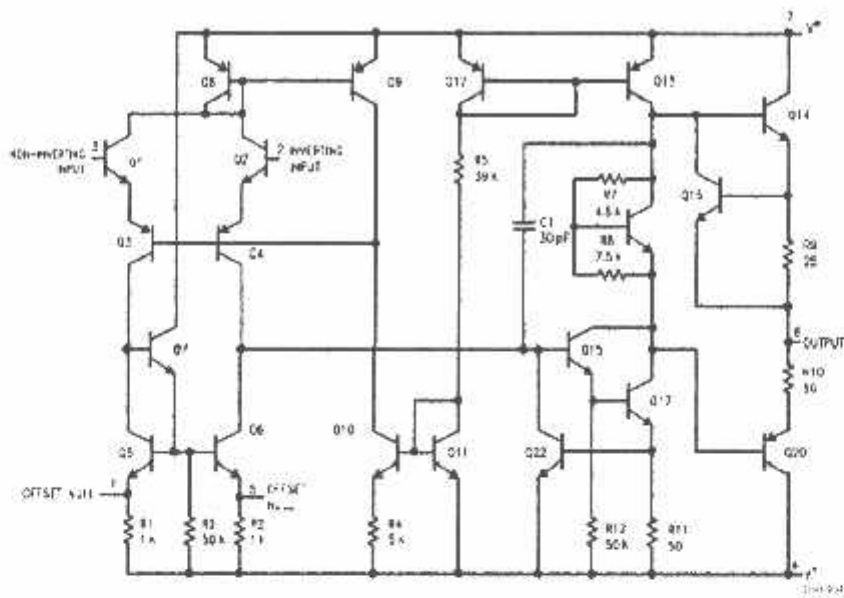 7
Q8
Q9
Q12
Q13
Q14
3
NON-INVERTING
INPUT
Q1
Q2
2 INVERTING
INPUT
R5
39 K
Q16
R7
4.5 K
C1
30 pF
R8
7.5 K
R9
25
Q3
Q4
6
OUTPUT
Q7
Q15
R10
50
Q17
Q5
Q6
Q10
Q11
Q22
Q20
1
OFFSET NULL
5
OFFSET
R1
1 K
R3
50 K
R2
1 K
R4
5 K
R12
50 K
R11
50
4